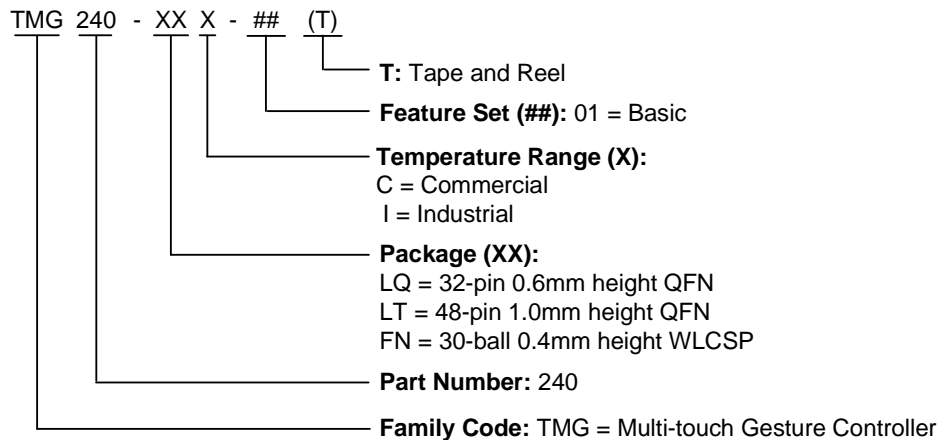 TMG 240 - XX X - ## (T)
T: Tape and Reel
Feature Set (##): 01 = Basic
Temperature Range (X):
C = Commercial
I = Industrial
Package (XX):
LQ = 32-pin 0.6mm height QFN
LT = 48-pin 1.0mm height QFN
FN = 30-ball 0.4mm height WLCSP
Part Number: 240
Family Code: TMG = Multi-touch Gesture Controller